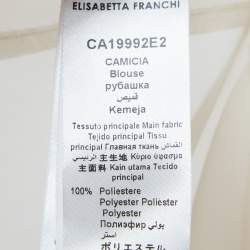 ELISABETTA FRANCHI
CA19992E2
CAMICIA
Blouse
рубашка
قميص
Kemeja
Tessuto principale Main fabric
Tejido principal Tissu
principal Главная ткань القماش
الرئيسي 主生地 Κύριο ύφασμα
主面料 Kain utama Tecido
principal
100% Poliestere
Polyester Poliester
Polyester
Полиэфир بولي
استر
ポリエステル